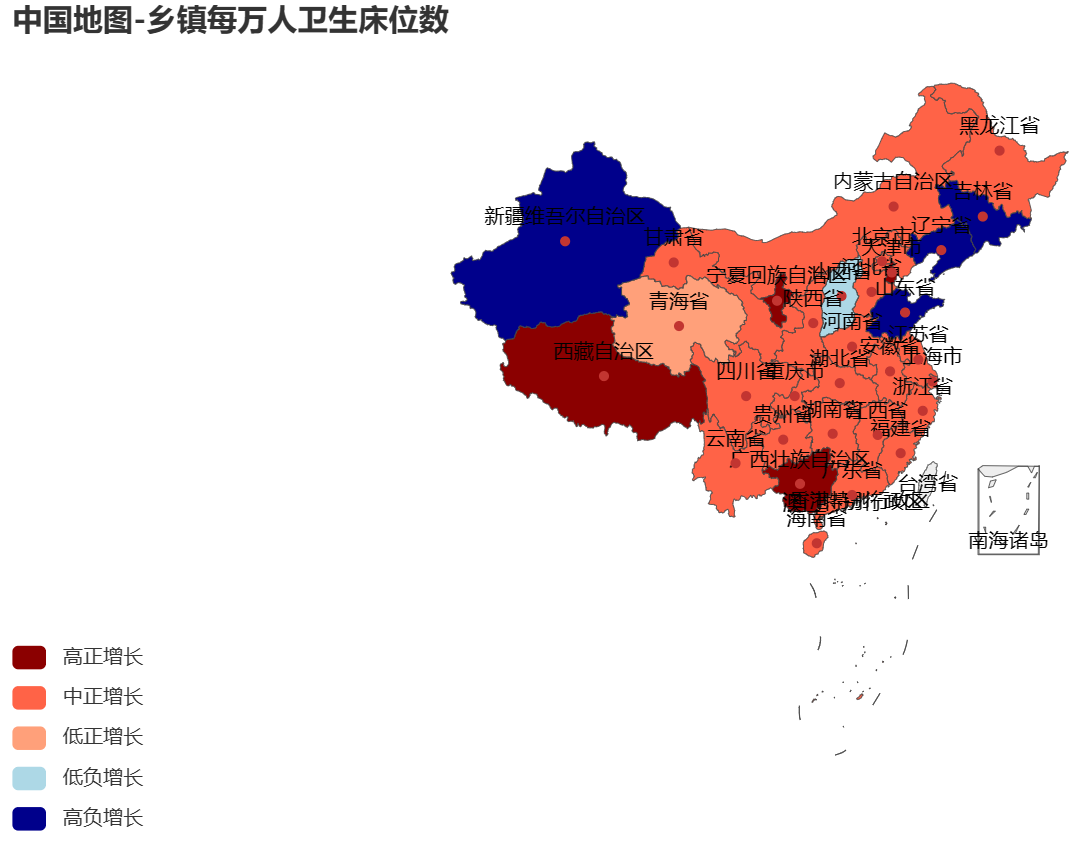 中国地图-乡镇每万人卫生床位数
黑龙江省
内蒙古自治区
吉林省
新疆维吾尔自治区
辽宁省
甘肃省
北京市
天津市
宁夏回族自治区
山西省
河北省
山东省
青海省
陕西省
河南省
江苏省
西藏自治区
安徽省
上海市
四川省
重庆市
湖北省
浙江省
贵州省
湖南省
江西省
云南省
福建省
广西壮族自治区
广东省
台湾省
香港特别行政区
海南省
南海诸岛
高正增长
中正增长
低正增长
低负增长
高负增长